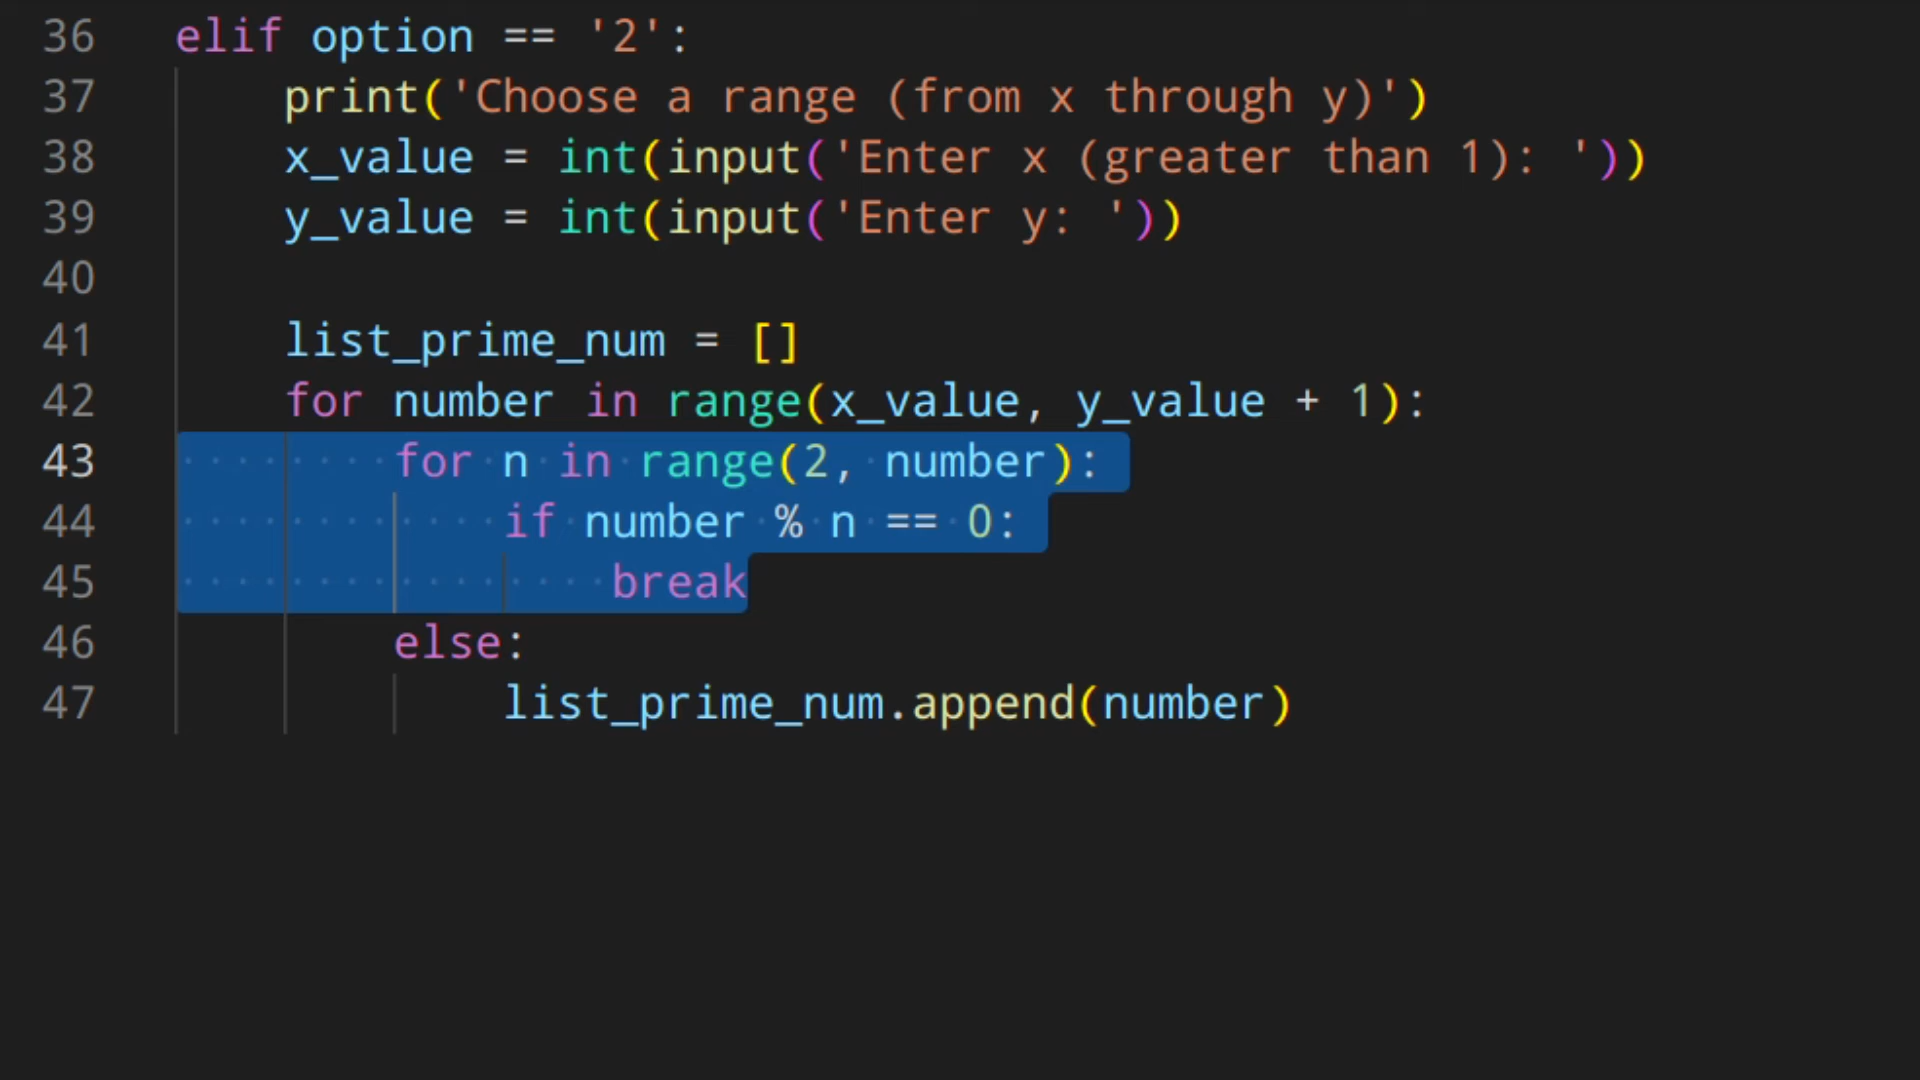 36 elif option == '2':
37 print('Choose a range (from x through y)')
38 x_value = int(input('Enter x (greater than 1): '))
39 y_value = int(input('Enter y: '))
40
41 list_prime_num = []
42 for number in range(x_value, y_value + 1):
43 for n in range(2, number):
44 if number % n == 0:
45 break
46 else:
47 list_prime_num.append(number)